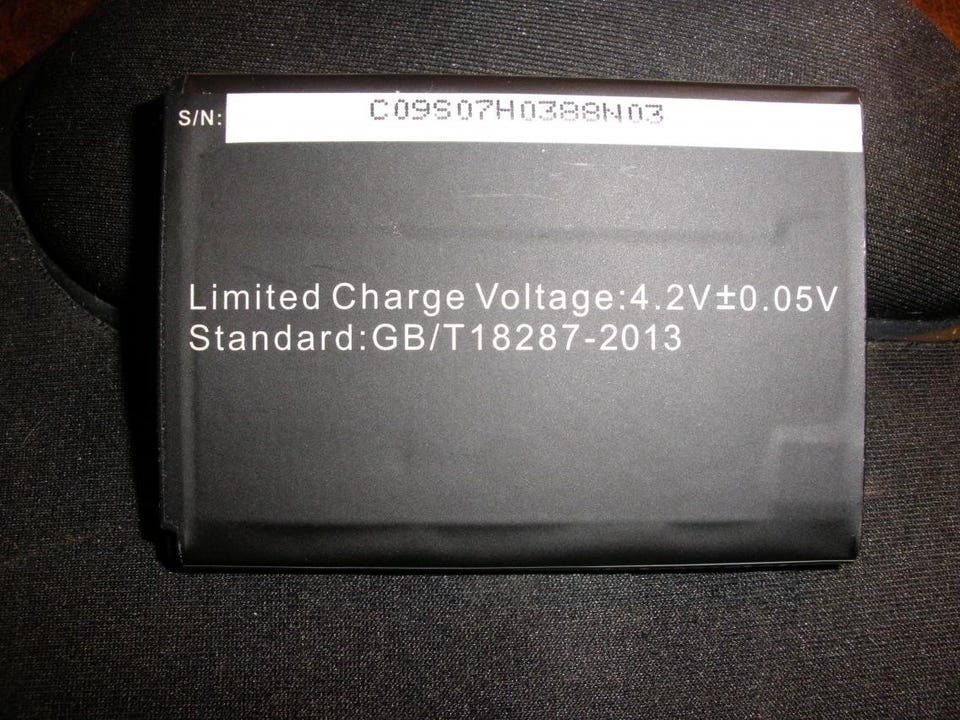 S/N: C09S07H0388N03
Limited Charge Voltage:4.2V±0.05V
Standard:GB/T18287-2013